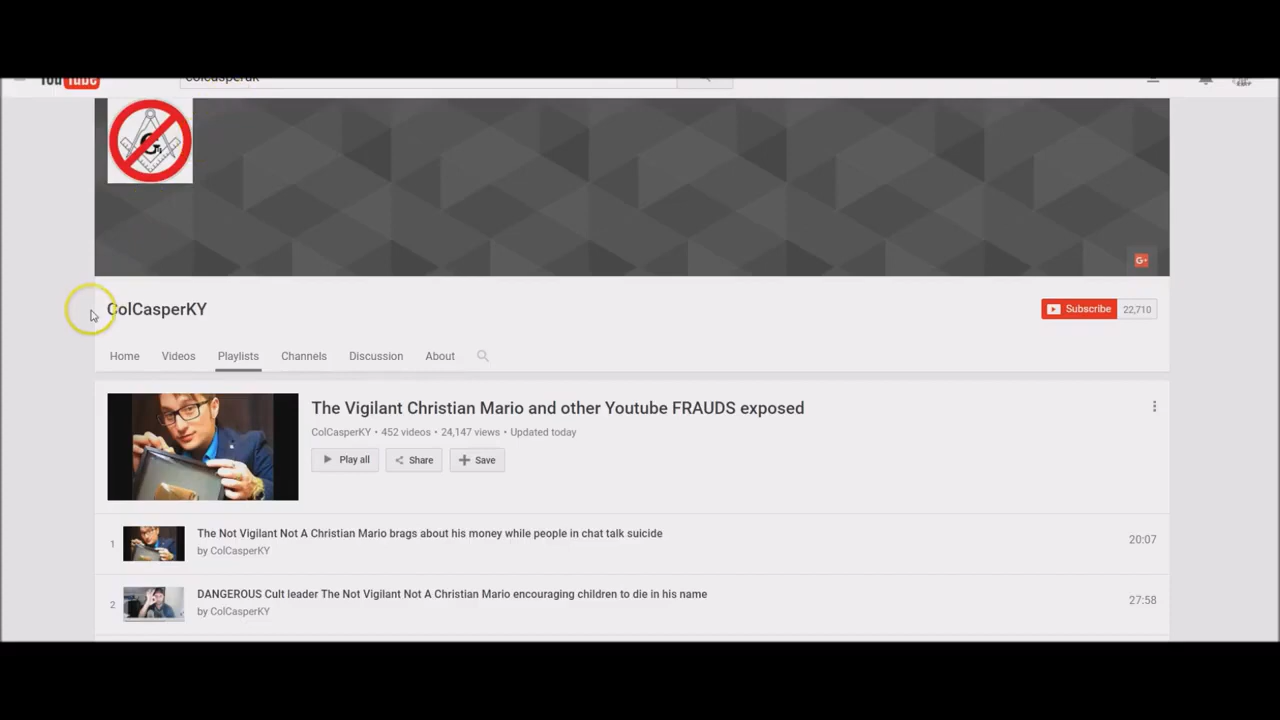 YouTube
colcasperuk
G
G+
ColCasperKY
Subscribe 22,710
Home Videos Playlists Channels Discussion About
The Vigilant Christian Mario and other Youtube FRAUDS exposed
ColCasperKY • 452 videos • 24,147 views • Updated today
Play all Share Save
1 The Not Vigilant Not A Christian Mario brags about his money while people in chat talk suicide 20:07
by ColCasperKY
2 DANGEROUS Cult leader The Not Vigilant Not A Christian Mario encouraging children to die in his name 27:58
by ColCasperKY